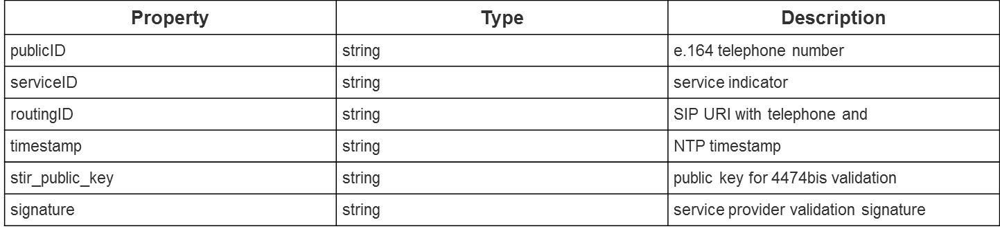 Property Type Description
publicID string e.164 telephone number
serviceID string service indicator
routingID string SIP URI with telephone and
timestamp string NTP timestamp
stir_public_key string public key for 4474bis validation
signature string service provider validation signature